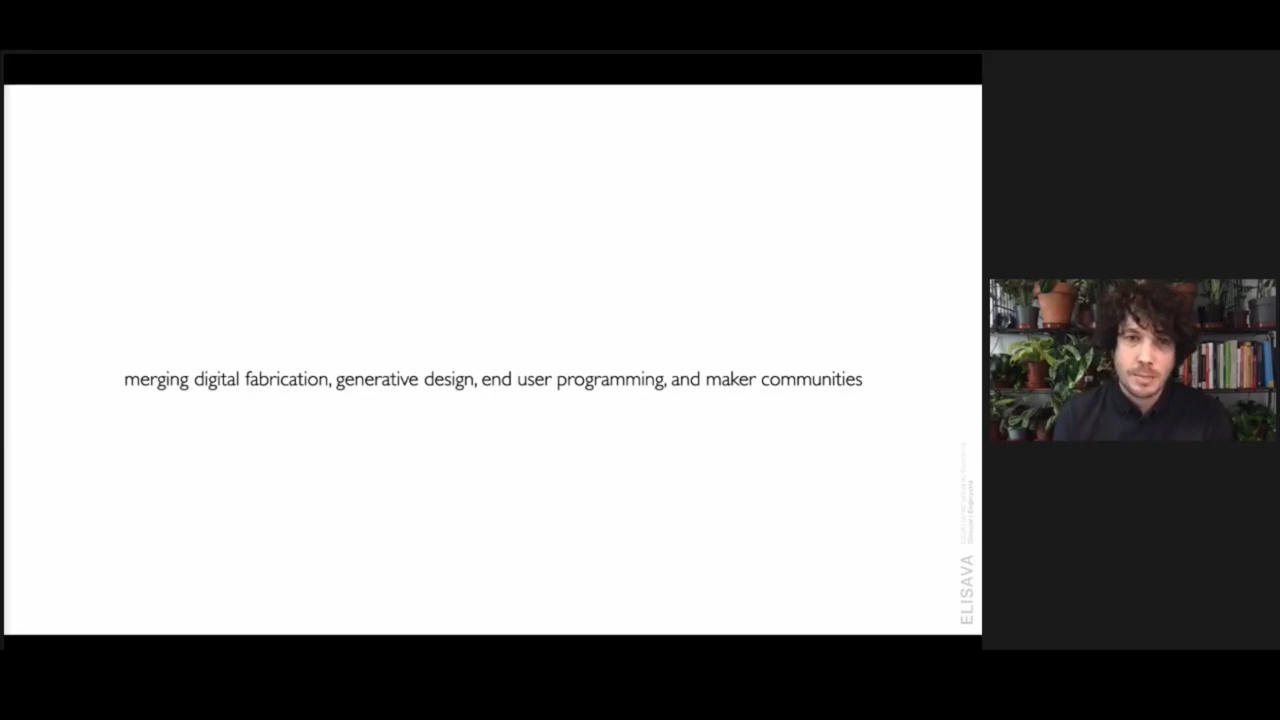 merging digital fabrication, generative design, end user programming, and maker communities
ELISAVA